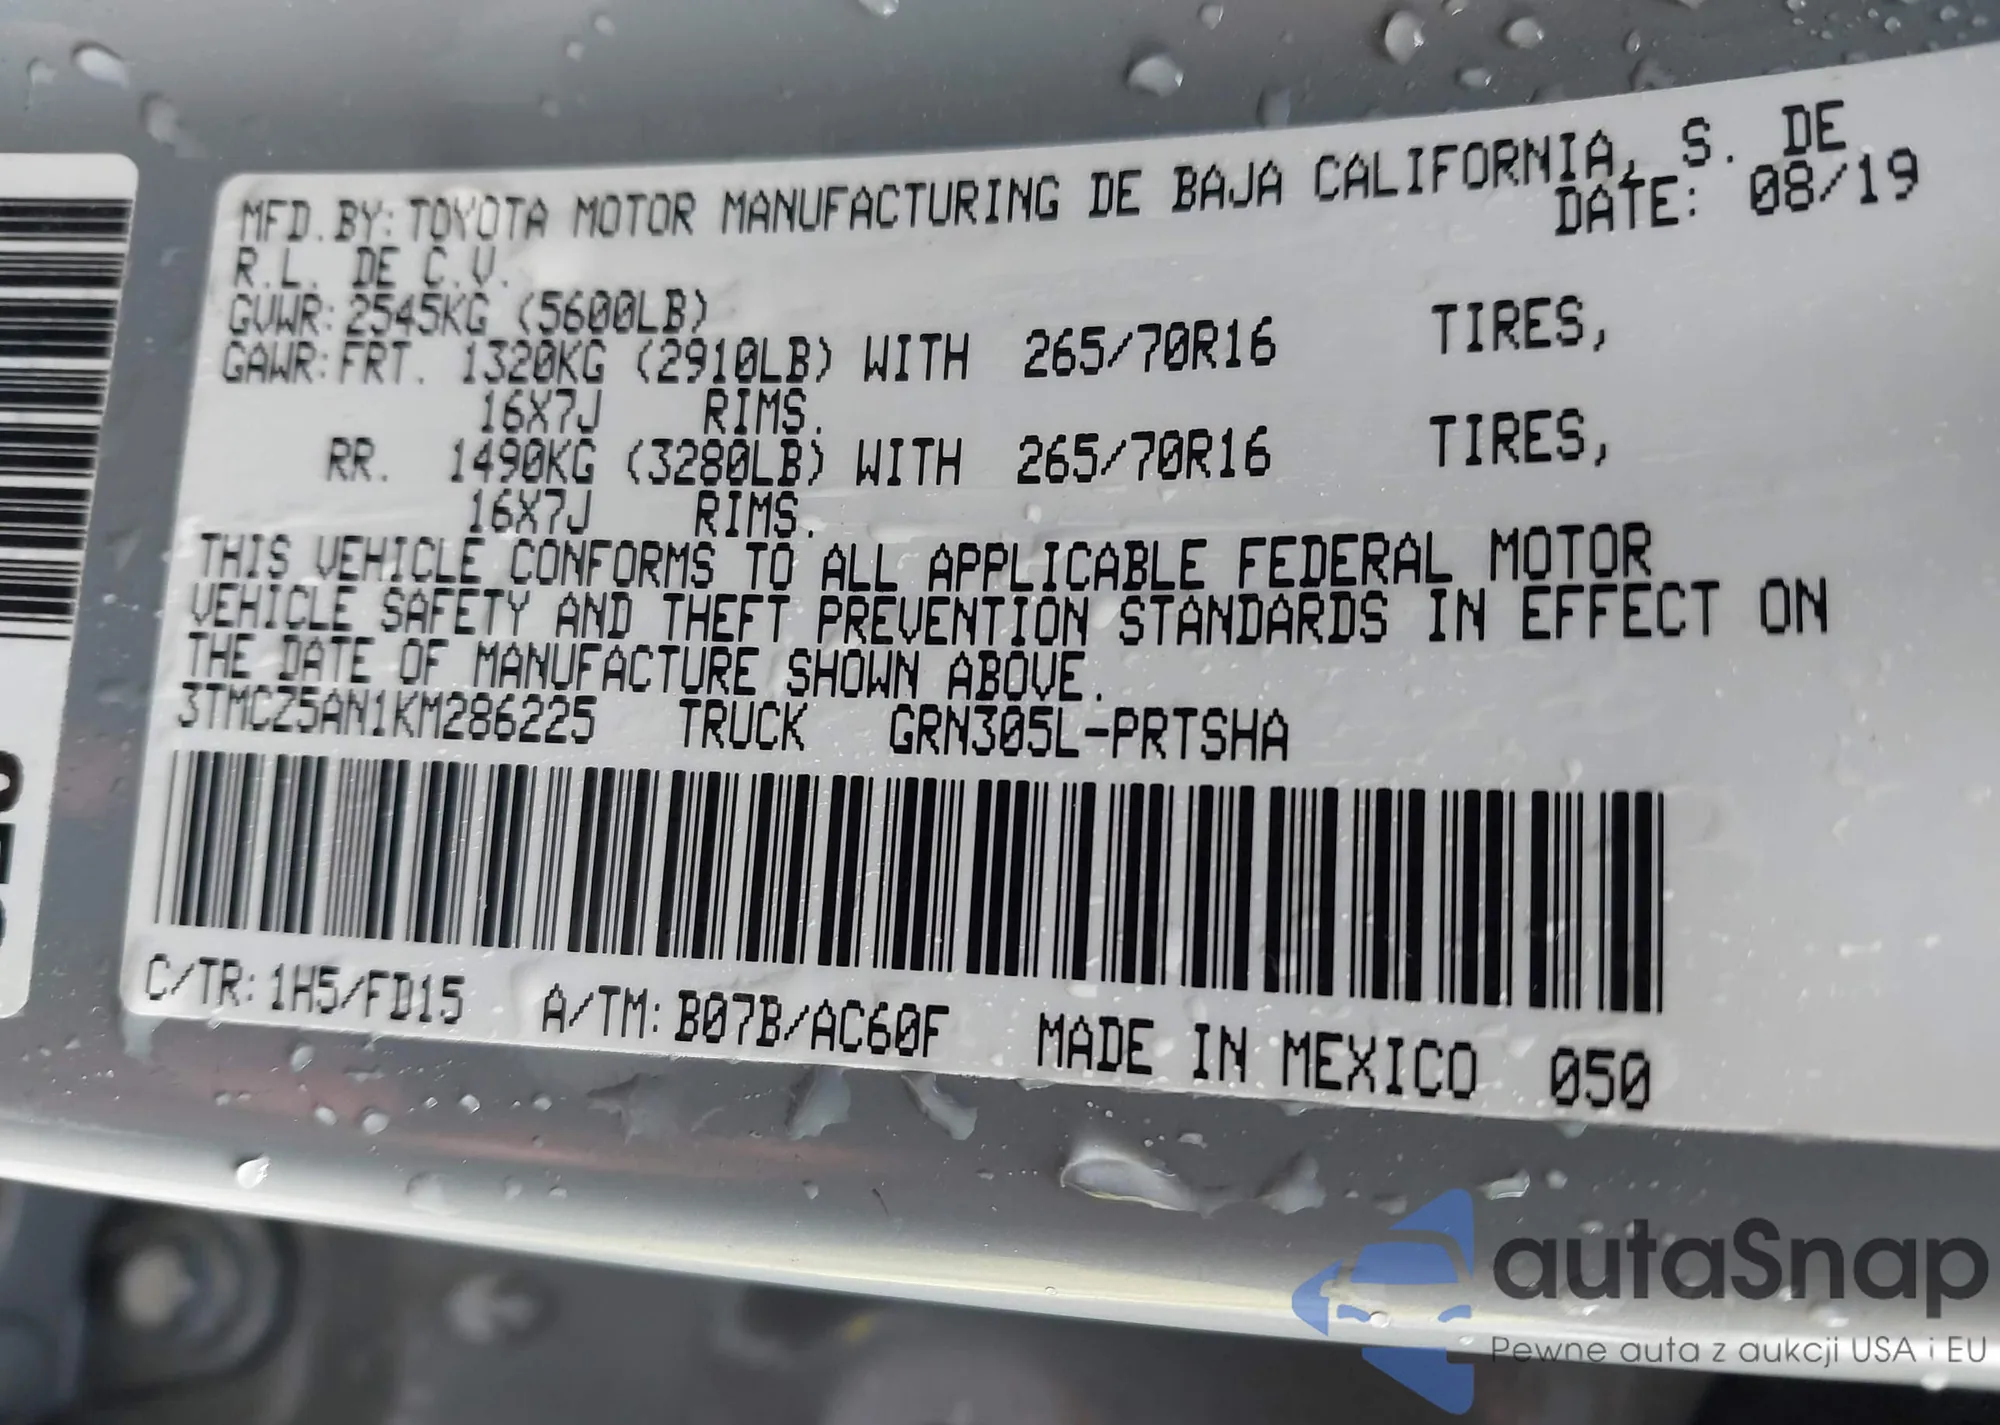 MFD.BY: TOYOTA MOTOR MANUFACTURING DE BAJA CALIFORNIA, S. DE
R.L. DE C.V. DATE: 08/19
GVWR: 2545KG (5600LB)
GAWR: FRT. 1320KG (2910LB) WITH 265/70R16 TIRES,
16X7J RIMS.
RR. 1490KG (3280LB) WITH 265/70R16 TIRES,
16X7J RIMS.
THIS VEHICLE CONFORMS TO ALL APPLICABLE FEDERAL MOTOR
VEHICLE SAFETY AND THEFT PREVENTION STANDARDS IN EFFECT ON
THE DATE OF MANUFACTURE SHOWN ABOVE.
3TMCZ5AN1KM286225 TRUCK GRN305L-PRTSHA
C/TR: 1H5/FD15 A/TM: B07B/AC60F MADE IN MEXICO 050
autaSnap
Pewne auta z aukcji USA i EU